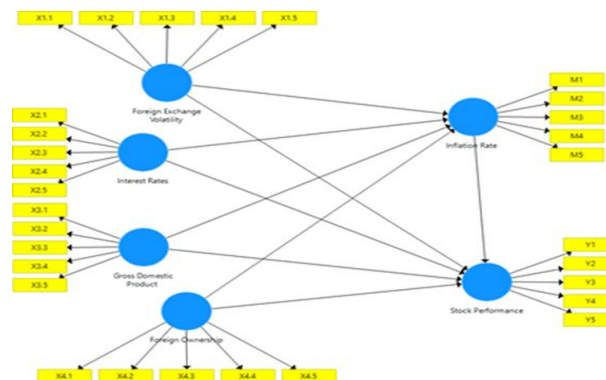 X1.1 X1.2 X1.3 X1.4 X1.5
Foreign Exchange
Volatility
X2.1
X2.2
X2.3
X2.4
X2.5
Interest Rates
X3.1
X3.2
X3.3
X3.4
X3.5
Gross Domestic
Product
Foreign Ownership
X4.1 X4.2 X4.3 X4.4 X4.5
M1
M2
M3
M4
M5
Inflation Rate
Y1
Y2
Y3
Y4
Y5
Stock Performance